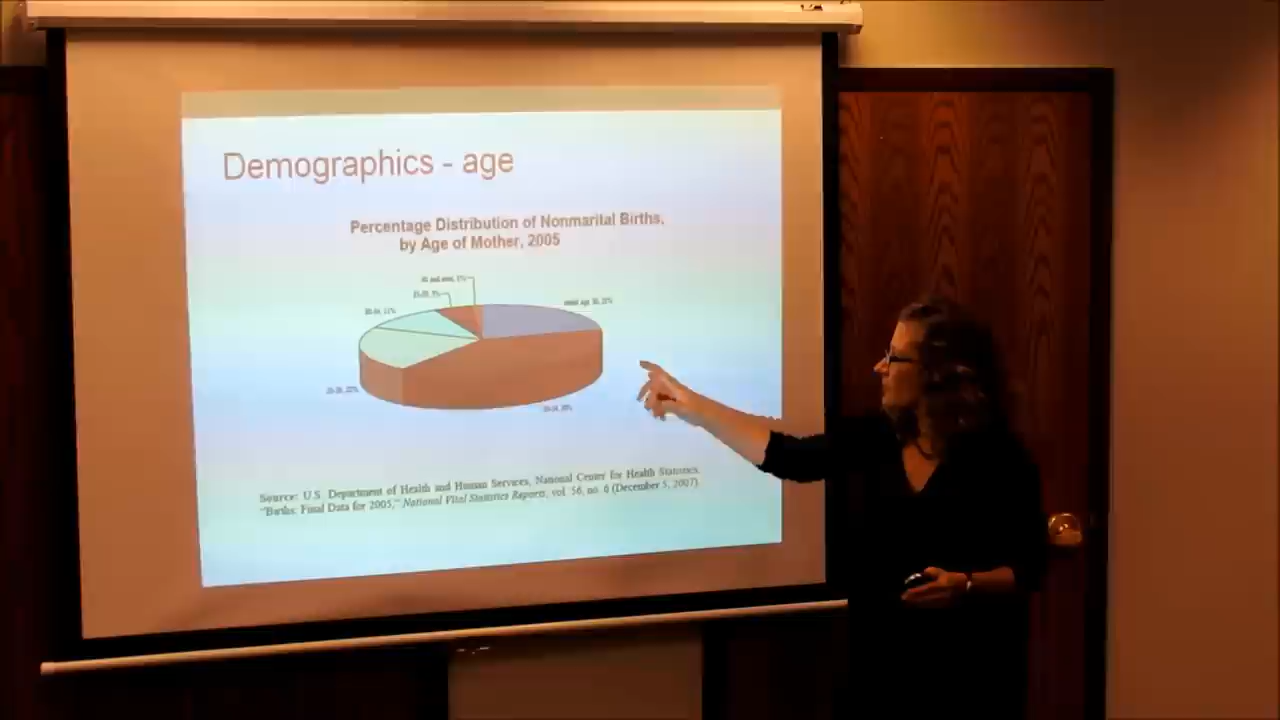 Demographics - age
Percentage Distribution of Nonmarital Births,
by Age of Mother, 2005
Source: U.S. Department of Health and Human Services, National Center for Health Statistics,
"Births: Final Data for 2005," National Vital Statistics Reports, vol. 56, no. 6 (December 5, 2007).